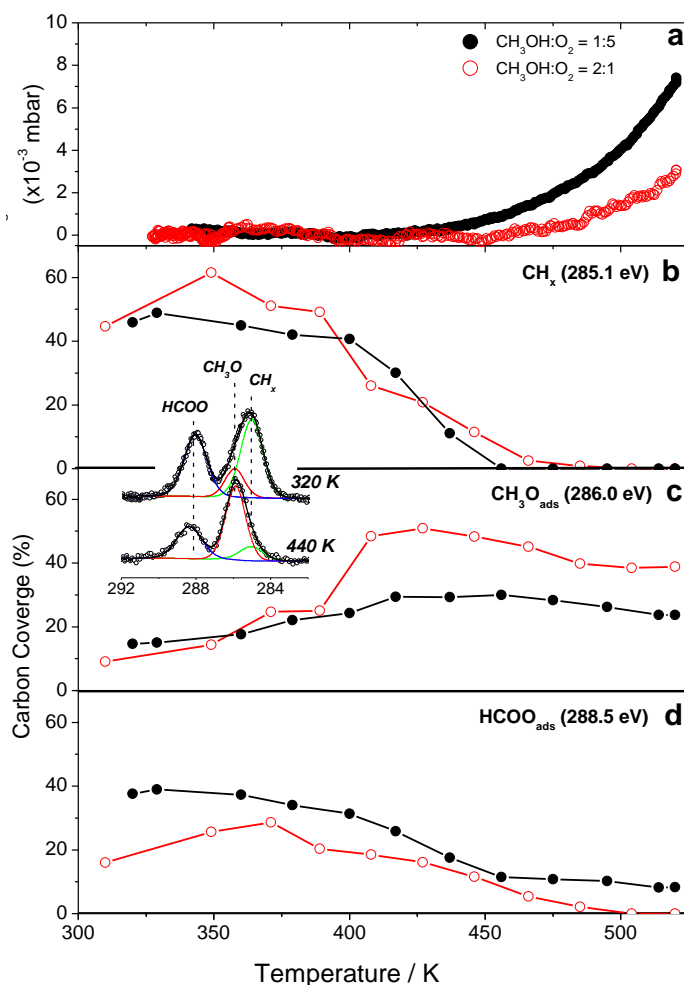 10
8
6
4
2
0
(x10-3 mbar)
a
CH3OH:O2 = 1:5
CH3OH:O2 = 2:1
60
40
20
0
CHx (285.1 eV) b
CH3O
CHx
HCOO
320 K
440 K
292 288 284
60
40
20
0
CH3Oads (286.0 eV) c
Carbon Coverge (%)
60
40
20
0
HCOOads (288.5 eV) d
300 350 400 450 500
Temperature / K